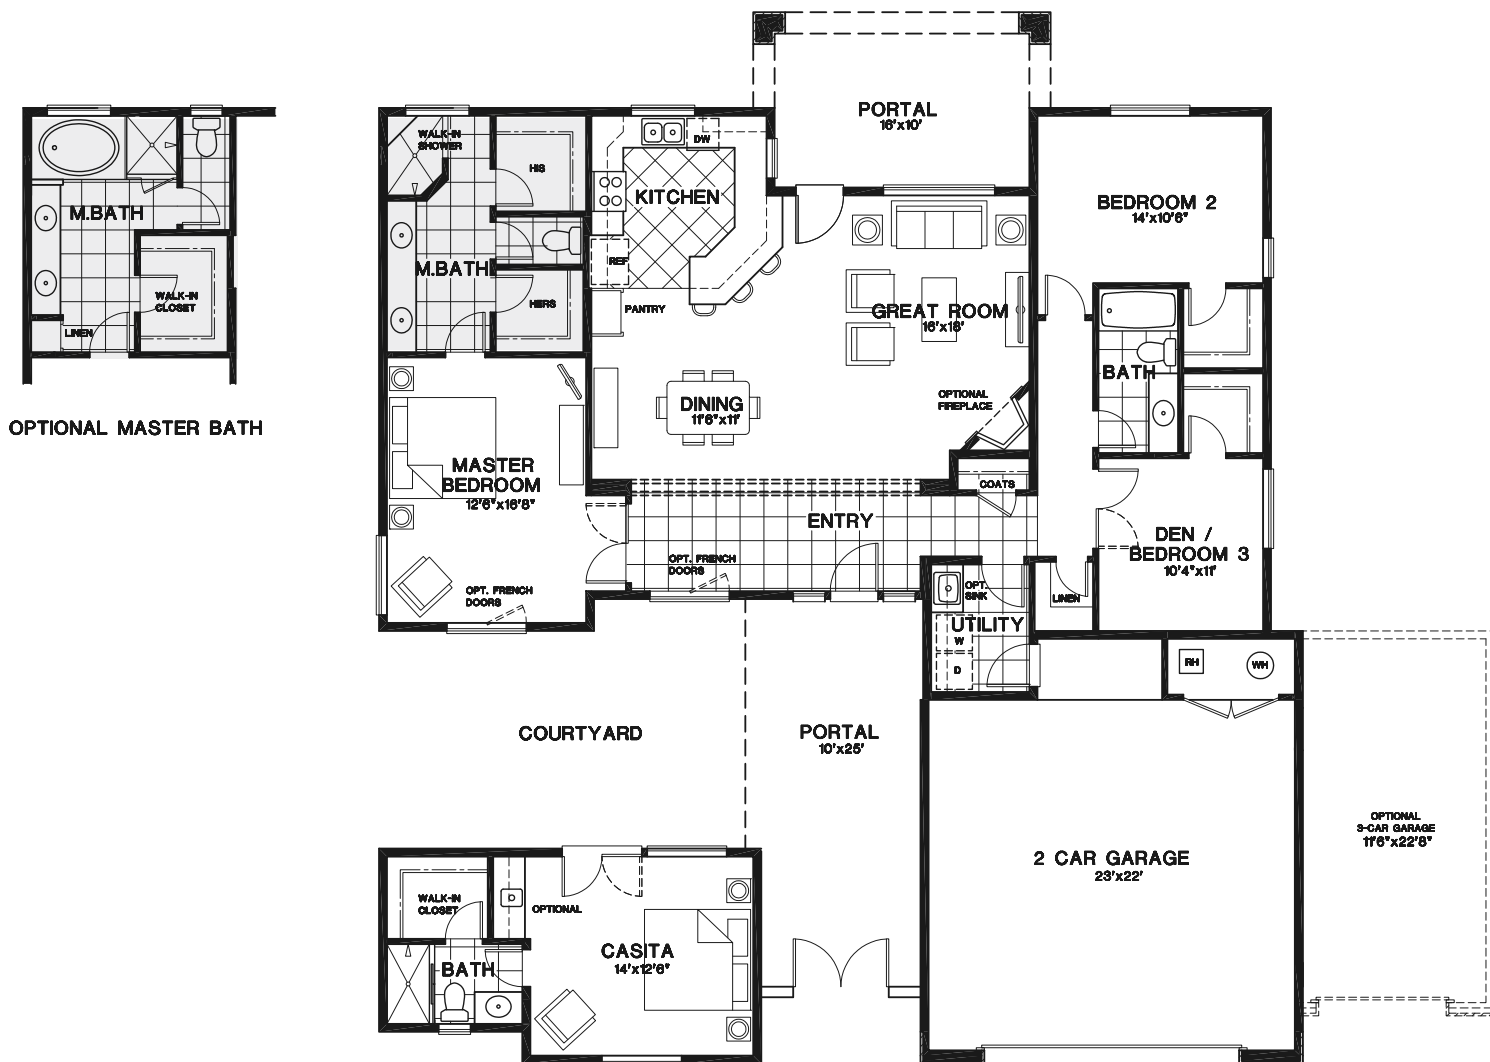 M.BATH
WALK-IN
CLOSET
LINEN
OPTIONAL MASTER BATH
PORTAL
16'x10'
WALK-IN
SHOWER
HIS
M.BATH
HERS
DW
KITCHEN
REF
PANTRY
BEDROOM 2
14'x10'6"
GREAT ROOM
16'x18'
BATH
OPTIONAL
FIREPLACE
DINING
11'6"x11'
MASTER
BEDROOM
12'6"x16'8"
COATS
ENTRY
OPT. FRENCH
DOORS
OPT. FRENCH
DOORS
DEN /
BEDROOM 3
10'4"x11'
OPT.
SINK
LINEN
UTILITY
W
D
RH
WH
COURTYARD
PORTAL
10'x25'
OPTIONAL
3-CAR GARAGE
11'6"x22'8"
2 CAR GARAGE
23'x22'
WALK-IN
CLOSET
OPTIONAL
CASITA
14'x12'6"
BATH